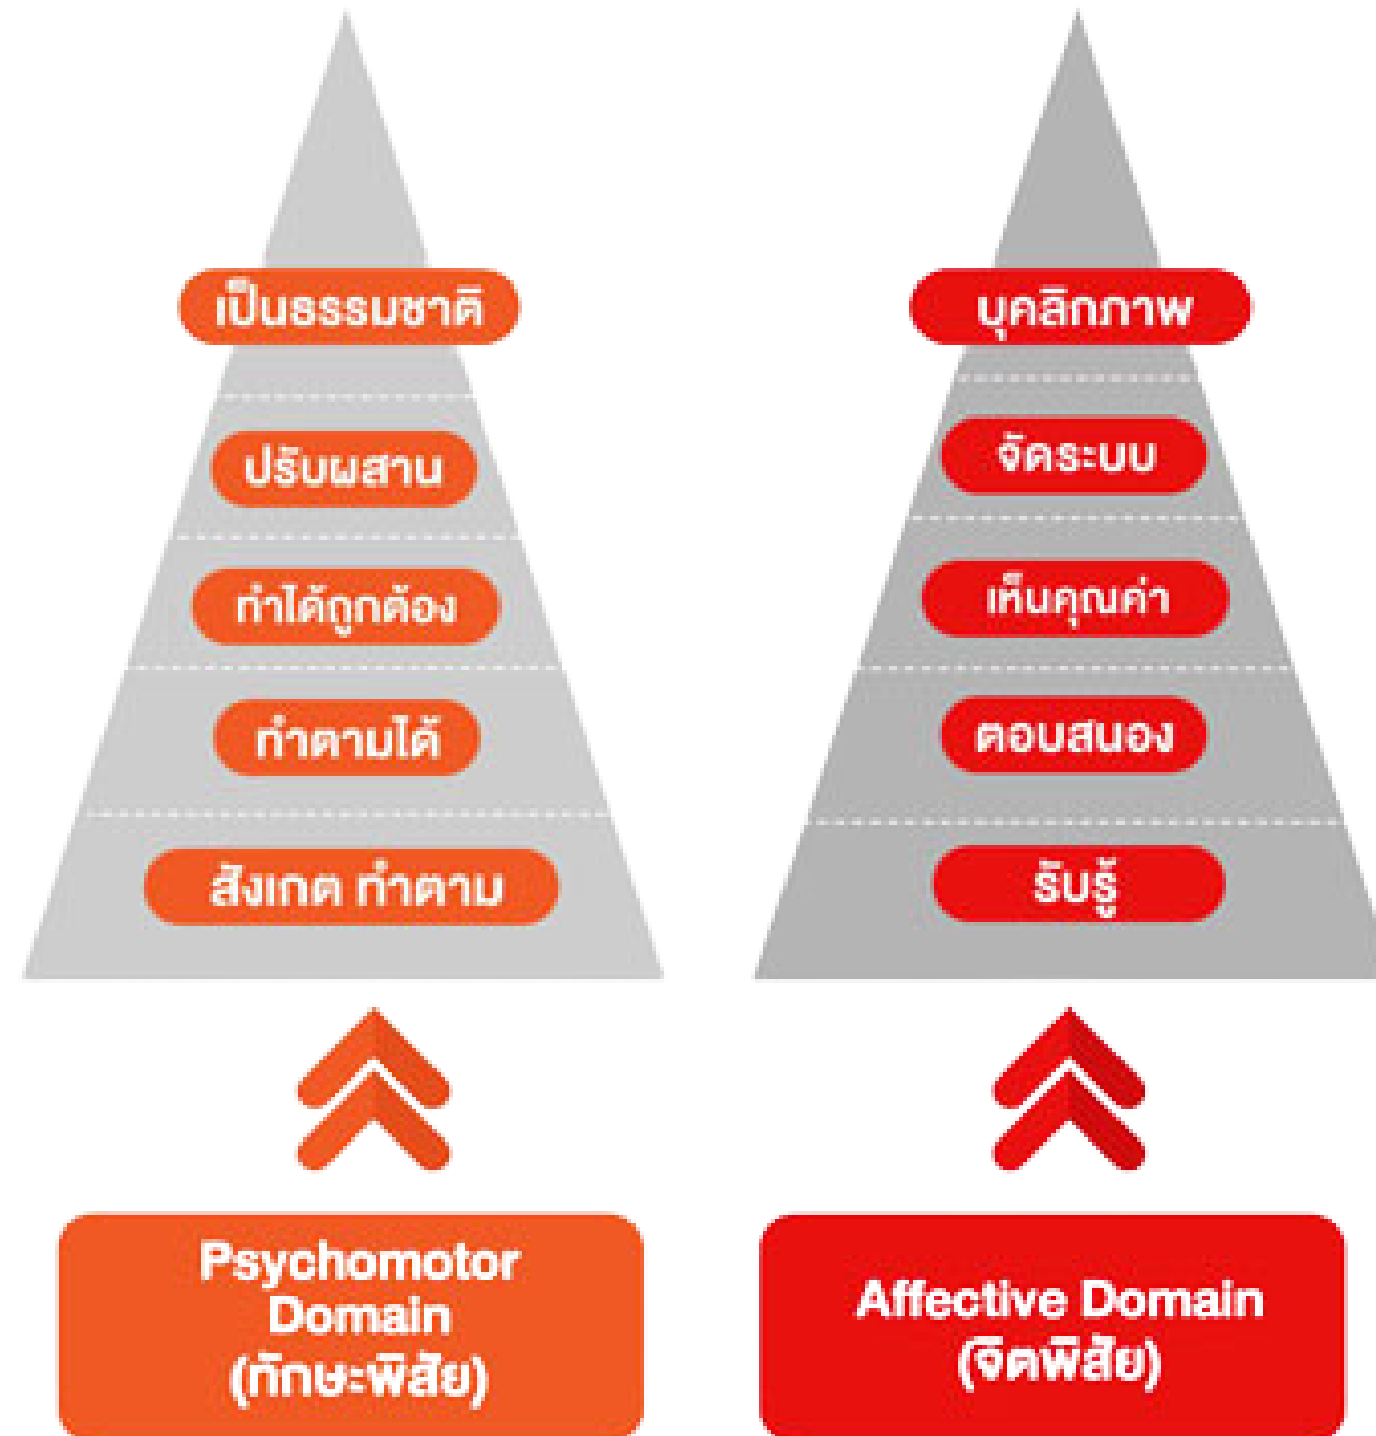 เป็นธรรมชาติ
ปรับผสาน
ทำได้ถูกต้อง
ทำตามได้
สังเกต ทำตาม
Psychomotor
Domain
(ทักษะพิสัย)
บุคลิกภาพ
จัดระบบ
เห็นคุณค่า
ตอบสนอง
รับรู้
Affective Domain
(จิตพิสัย)